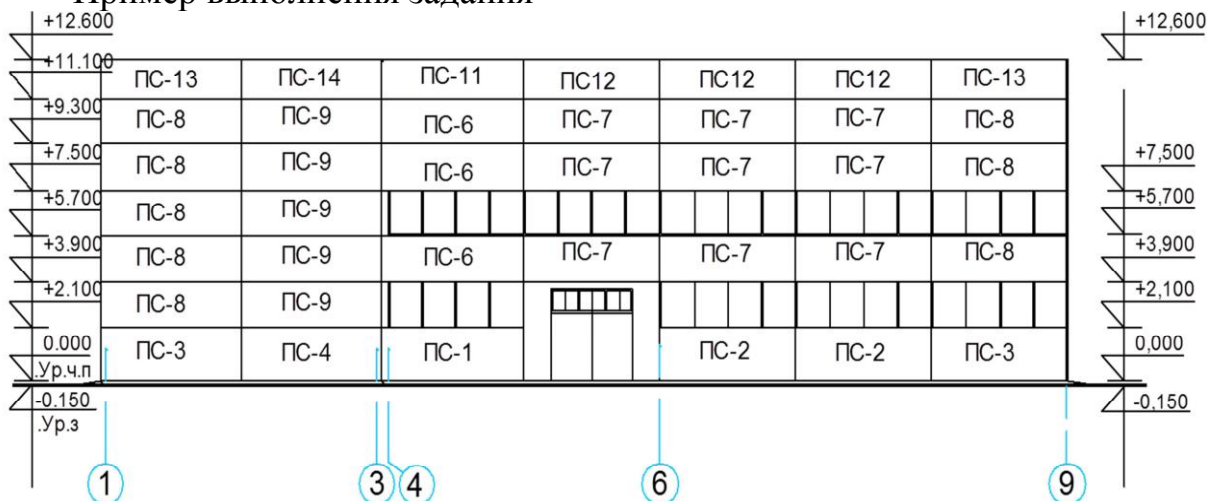 Пример выполнения задания
+12.600 +12,600
+11.100 ПС-13 ПС-14 ПС-11 ПС12 ПС12 ПС12 ПС-13
+9.300 ПС-8 ПС-9 ПС-6 ПС-7 ПС-7 ПС-7 ПС-8
+7.500 ПС-8 ПС-9 ПС-6 ПС-7 ПС-7 ПС-7 ПС-8 +7,500
+5.700 ПС-8 ПС-9 +5,700
+3.900 ПС-8 ПС-9 ПС-6 ПС-7 ПС-7 ПС-7 ПС-8 +3,900
+2.100 ПС-8 ПС-9 +2,100
0.000 ПС-3 ПС-4 ПС-1 ПС-2 ПС-2 ПС-3 0,000
.Ур.ч.п
-0.150 -0,150
.Ур.з
1 3 4 6 9